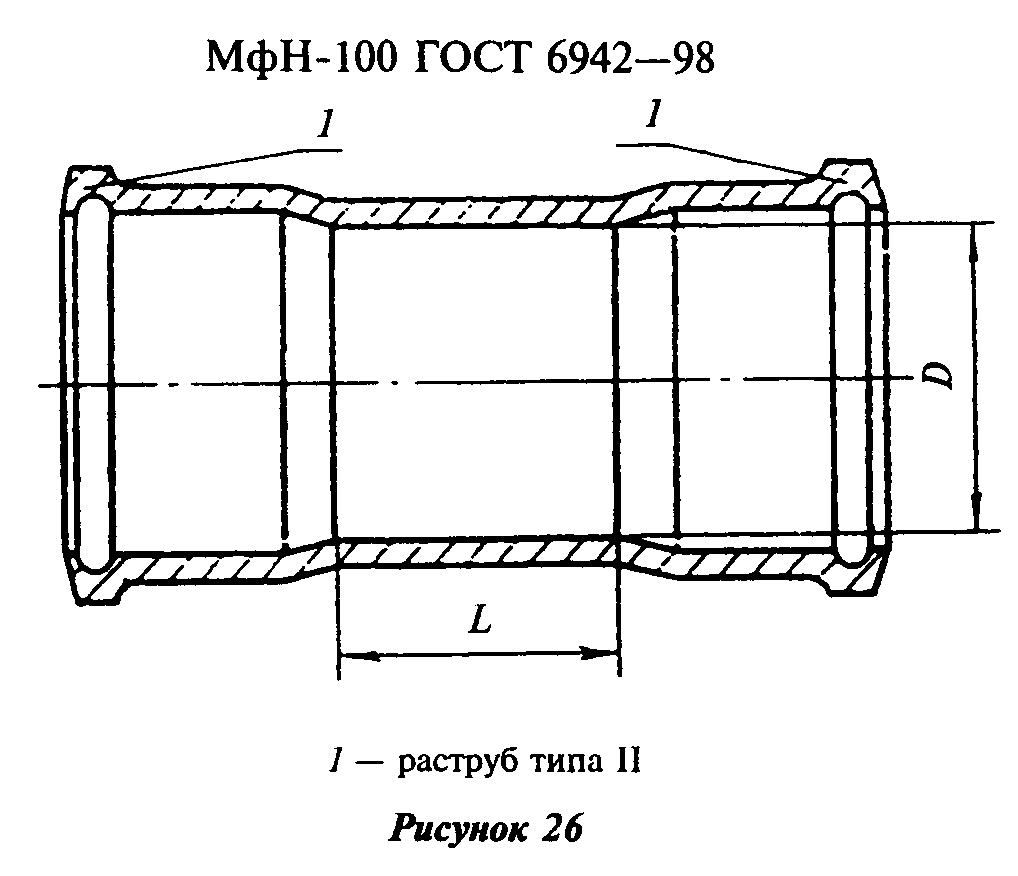 МфН-100 ГОСТ 6942—98
1
1
D
L
1 — раструб типа II
Рисунок 26